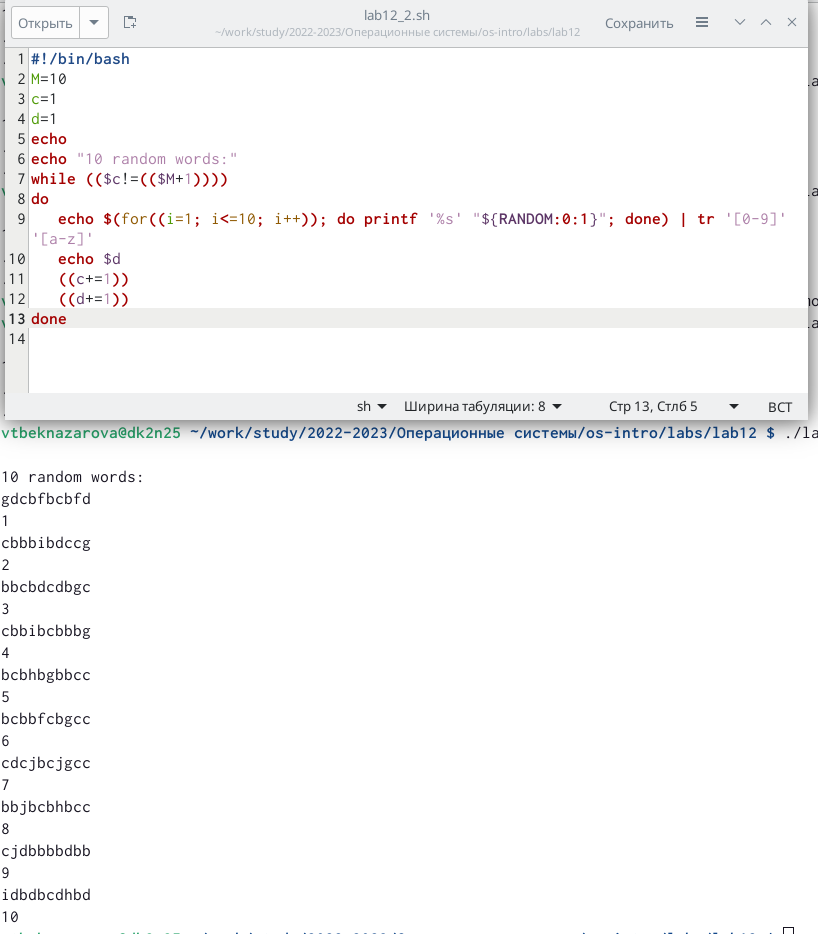 Открыть
lab12_2.sh
~/work/study/2022-2023/Операционные системы/os-intro/labs/lab12
Сохранить
1 #!/bin/bash
2 M=10
3 c=1
4 d=1
5 echo
6 echo "10 random words:"
7 while (($c!=(($M+1))))
8 do
9 echo $(for((i=1; i<=10; i++)); do printf '%s' "${RANDOM:0:1}"; done) | tr '[0-9]'
'[a-z]'
10 echo $d
11 ((c+=1))
12 ((d+=1))
13 done
14
sh Ширина табуляции: 8 Стр 13, Стлб 5 ВСТ
vtbeknazarova@dk2n25 ~/work/study/2022-2023/Операционные системы/os-intro/labs/lab12 $ ./la
10 random words:
gdcbfbcbfd
1
cbbbibdccg
2
bbcbdcdbgc
3
cbbibcbbbg
4
bcbhbgbbcc
5
bcbbfcbgcc
6
cdcjbcjgcc
7
bbjbcbhbcc
8
cjdbbbbdbb
9
idbdbcdhbd
10